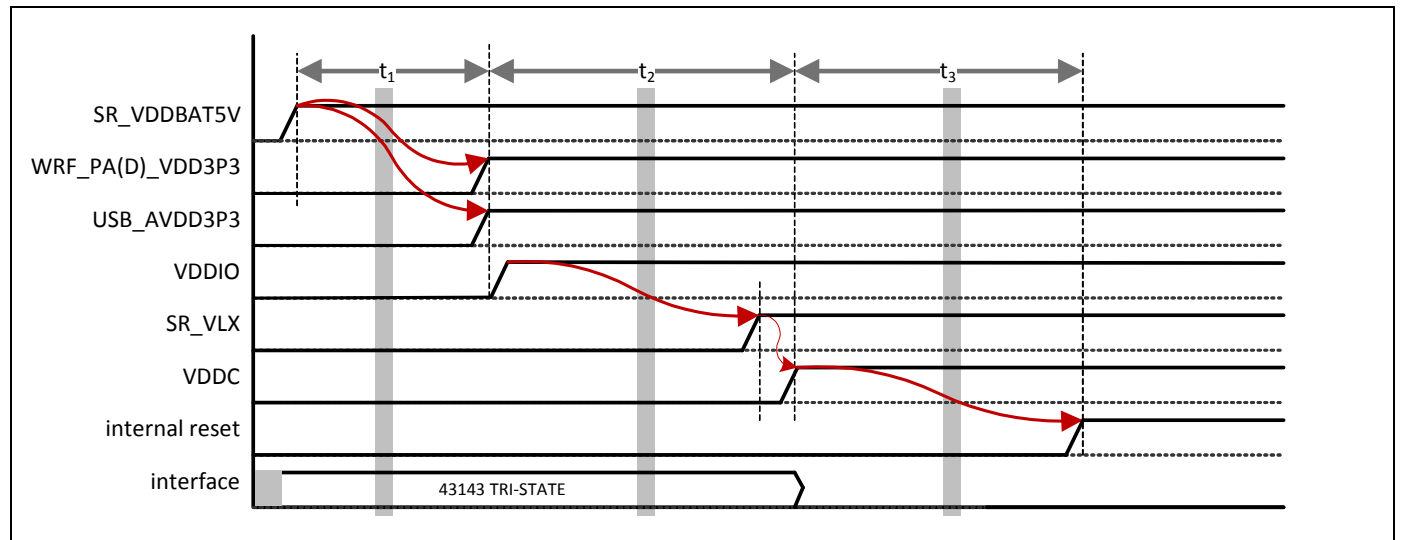 t₁ t₂ t₃
SR_VDDBAT5V
WRF_PA(D)_VDD3P3
USB_AVDD3P3
VDDIO
SR_VLX
VDDC
internal reset
interface 43143 TRI-STATE